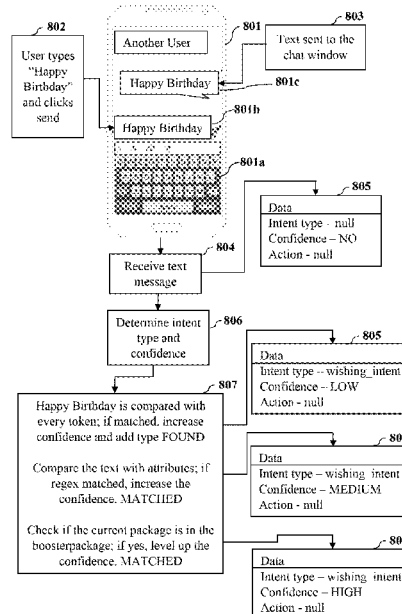 802
User types
"Happy
Birthday"
and clicks
send
801
Another User
Happy Birthday
801c
Happy Birthday
801b
801a
803
Text sent to the
chat window
804
Receive text
message
805
Data
Intent type - null
Confidence – NO
Action - null
806
Determine intent
type and
confidence
807
Happy Birthday is compared with
every token; if matched, increase
confidence and add type FOUND
Compare the text with attributes; if
regex matched, increase the
confidence. MATCHED
Check if the current package is in the
boosterpackage; if yes, level up the
confidence. MATCHED
805
Data
Intent type – wishing_intent
Confidence – LOW
Action - null
Data
Intent type – wishing_intent
Confidence – MEDIUM
Action - null
Data
Intent type – wishing_intent
Confidence – HIGH
Action - null